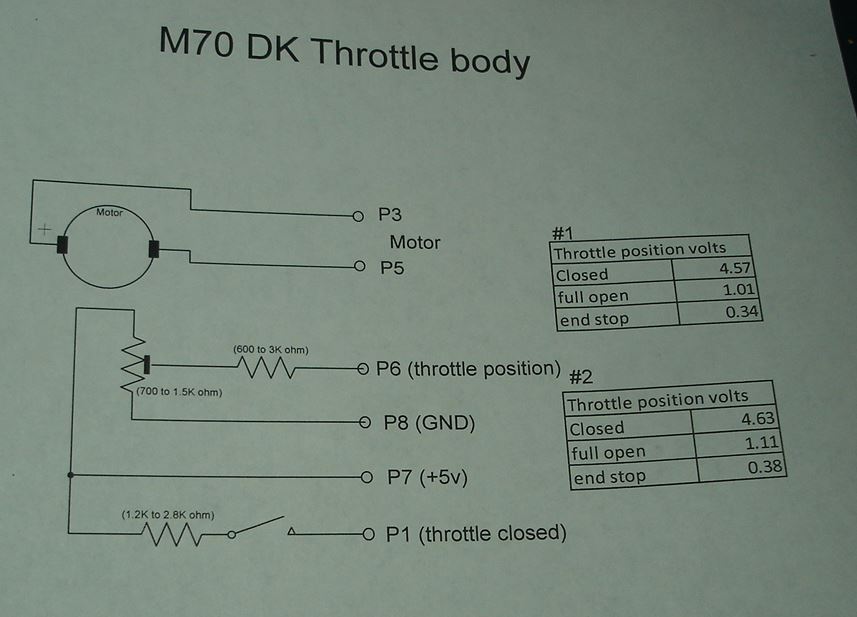 M70 DK Throttle body
Motor
+
P3
Motor
P5
#1
Throttle position volts
Closed 4.57
full open 1.01
end stop 0.34
(600 to 3K ohm)
P6 (throttle position)
(700 to 1.5K ohm)
P8 (GND)
#2
Throttle position volts
Closed 4.63
full open 1.11
end stop 0.38
P7 (+5v)
(1.2K to 2.8K ohm)
P1 (throttle closed)